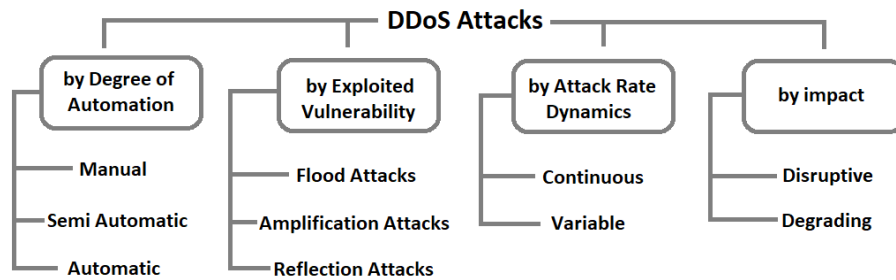 DDoS Attacks
by Degree of
Automation
Manual
Semi Automatic
Automatic
by Exploited
Vulnerability
Flood Attacks
Amplification Attacks
Reflection Attacks
by Attack Rate
Dynamics
Continuous
Variable
by impact
Disruptive
Degrading